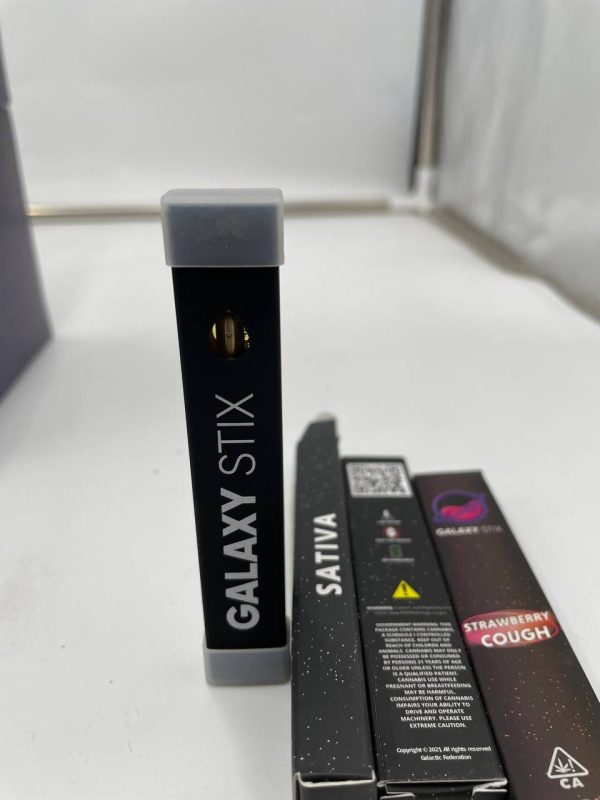 GALAXY STIX
SATIVA
WARNING: Cancer and Reproductive
GOVERNMENT WARNING: THIS
PACKAGE CONTAINS CANNABIS,
A SCHEDULE I CONTROLLED
SUBSTANCE. KEEP OUT OF
REACH OF CHILDREN AND
ANIMALS. CANNABIS MAY ONLY
BE POSSESSED OR CONSUMED
BY PERSONS 21 YEARS OF AGE
OR OLDER UNLESS THE PERSON
IS A QUALIFIED PATIENT.
CANNABIS USE WHILE
PREGNANT OR BREASTFEEDING
MAY BE HARMFUL.
CONSUMPTION OF CANNABIS
IMPAIRS YOUR ABILITY TO
DRIVE AND OPERATE
MACHINERY. PLEASE USE
EXTREME CAUTION.
Copyright © 2021, All rights reserved
Galactic Federation
GALAXY STIX
STRAWBERRY
COUGH
CA